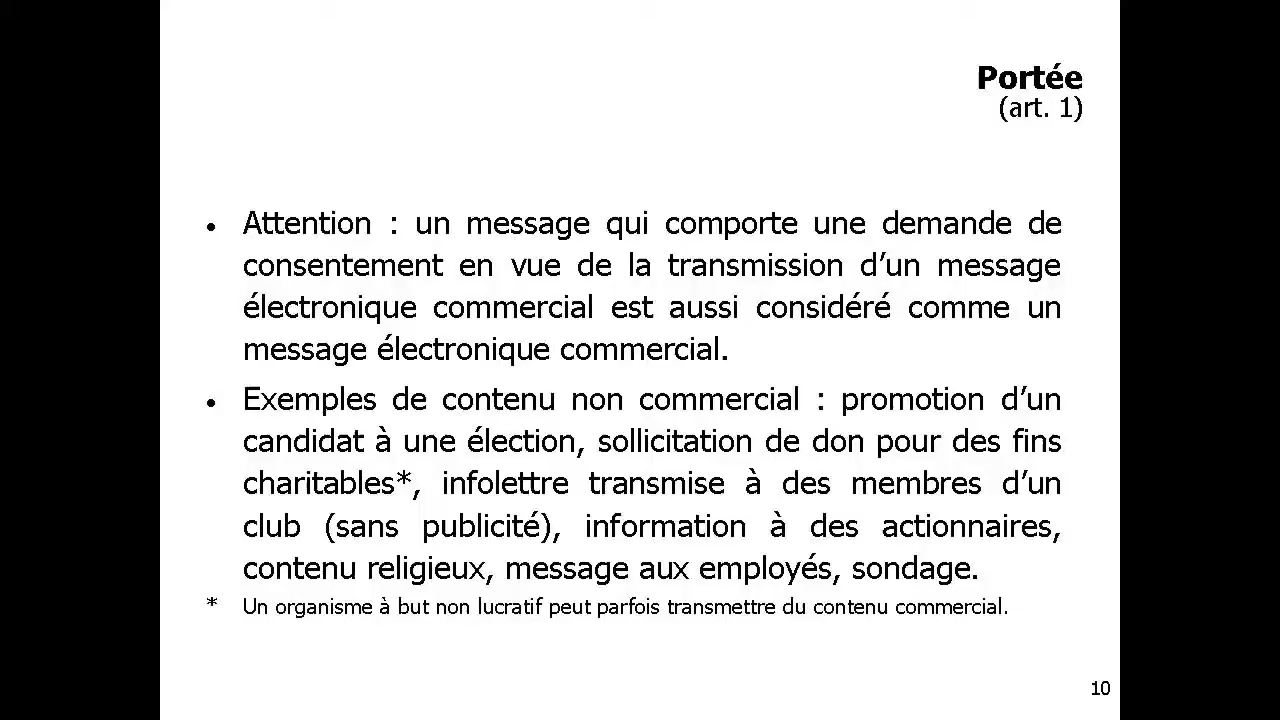 Portée
(art. 1)
• Attention : un message qui comporte une demande de
consentement en vue de la transmission d’un message
électronique commercial est aussi considéré comme un
message électronique commercial.
• Exemples de contenu non commercial : promotion d’un
candidat à une élection, sollicitation de don pour des fins
charitables*, infolettre transmise à des membres d’un
club (sans publicité), information à des actionnaires,
contenu religieux, message aux employés, sondage.
* Un organisme à but non lucratif peut parfois transmettre du contenu commercial.
10